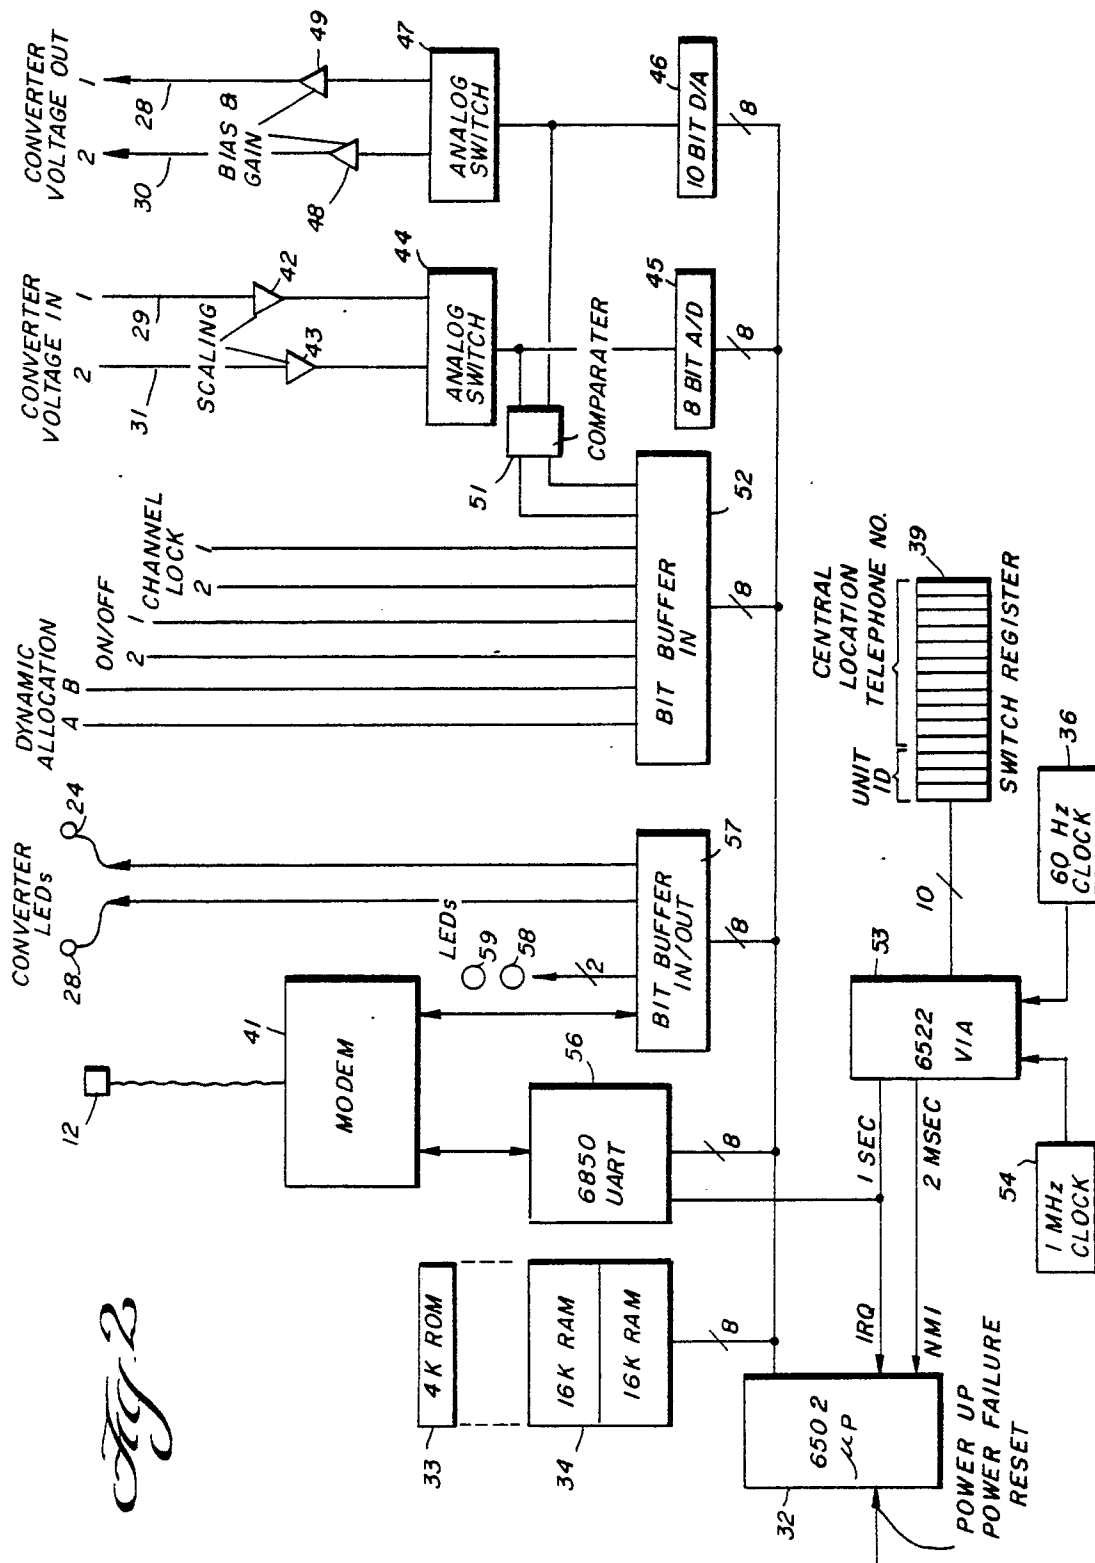 CONVERTER
LEDs
28
24
DYNAMIC
ALLOCATION
A
B
ON/OFF
2
1
CHANNEL
LOCK
2
1
CONVERTER
VOLTAGE IN
2
1
31
29
SCALING
43
42
CONVERTER
VOLTAGE OUT
2
1
30
28
BIAS &
GAIN
48
49
12
41
MODEM
LEDs
59
58
2
ANALOG
SWITCH
44
ANALOG
SWITCH
47
51
COMPARATER
33
4K ROM
34
16K RAM
16K RAM
8
6850
UART
56
8
BIT BUFFER
IN/OUT
57
8
BIT BUFFER
IN
52
8
8 BIT A/D
45
8
10 BIT D/A
46
8
32
6502
μP
IRQ
NMI
1 SEC
2 MSEC
6522
VIA
53
10
UNIT
ID
CENTRAL
LOCATION
TELEPHONE NO.
39
SWITCH REGISTER
POWER UP
POWER FAILURE
RESET
54
1 MHz
CLOCK
60 Hz
CLOCK
36
Fig. 2